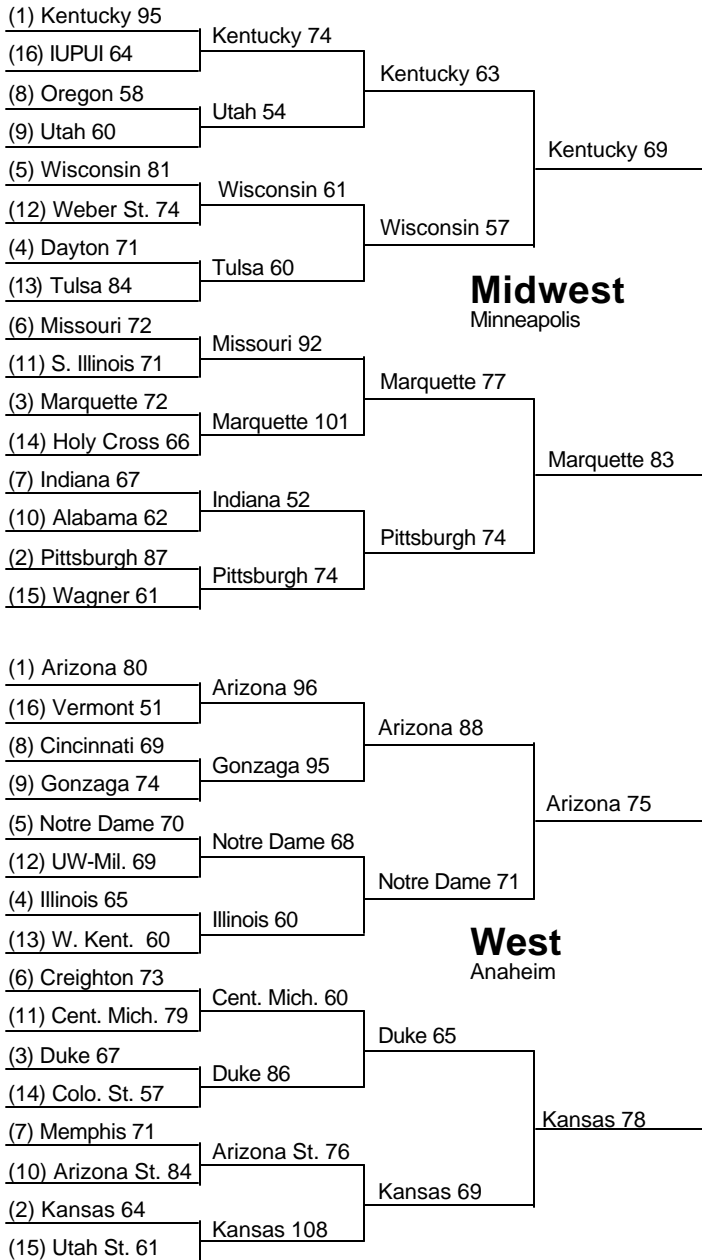 (1) Kentucky 95
(16) IUPUI 64
(8) Oregon 58
(9) Utah 60
(5) Wisconsin 81
(12) Weber St. 74
(4) Dayton 71
(13) Tulsa 84
(6) Missouri 72
(11) S. Illinois 71
(3) Marquette 72
(14) Holy Cross 66
(7) Indiana 67
(10) Alabama 62
(2) Pittsburgh 87
(15) Wagner 61
Kentucky 74
Utah 54
Wisconsin 61
Tulsa 60
Missouri 92
Marquette 101
Indiana 52
Pittsburgh 74
Kentucky 63
Wisconsin 57
Marquette 77
Pittsburgh 74
Kentucky 69
Marquette 83
Midwest
Minneapolis
(1) Arizona 80
(16) Vermont 51
(8) Cincinnati 69
(9) Gonzaga 74
(5) Notre Dame 70
(12) UW-Mil. 69
(4) Illinois 65
(13) W. Kent. 60
(6) Creighton 73
(11) Cent. Mich. 79
(3) Duke 67
(14) Colo. St. 57
(7) Memphis 71
(10) Arizona St. 84
(2) Kansas 64
(15) Utah St. 61
Arizona 96
Gonzaga 95
Notre Dame 68
Illinois 60
Cent. Mich. 60
Duke 86
Arizona St. 76
Kansas 108
Arizona 88
Notre Dame 71
Duke 65
Kansas 69
Arizona 75
Kansas 78
West
Anaheim